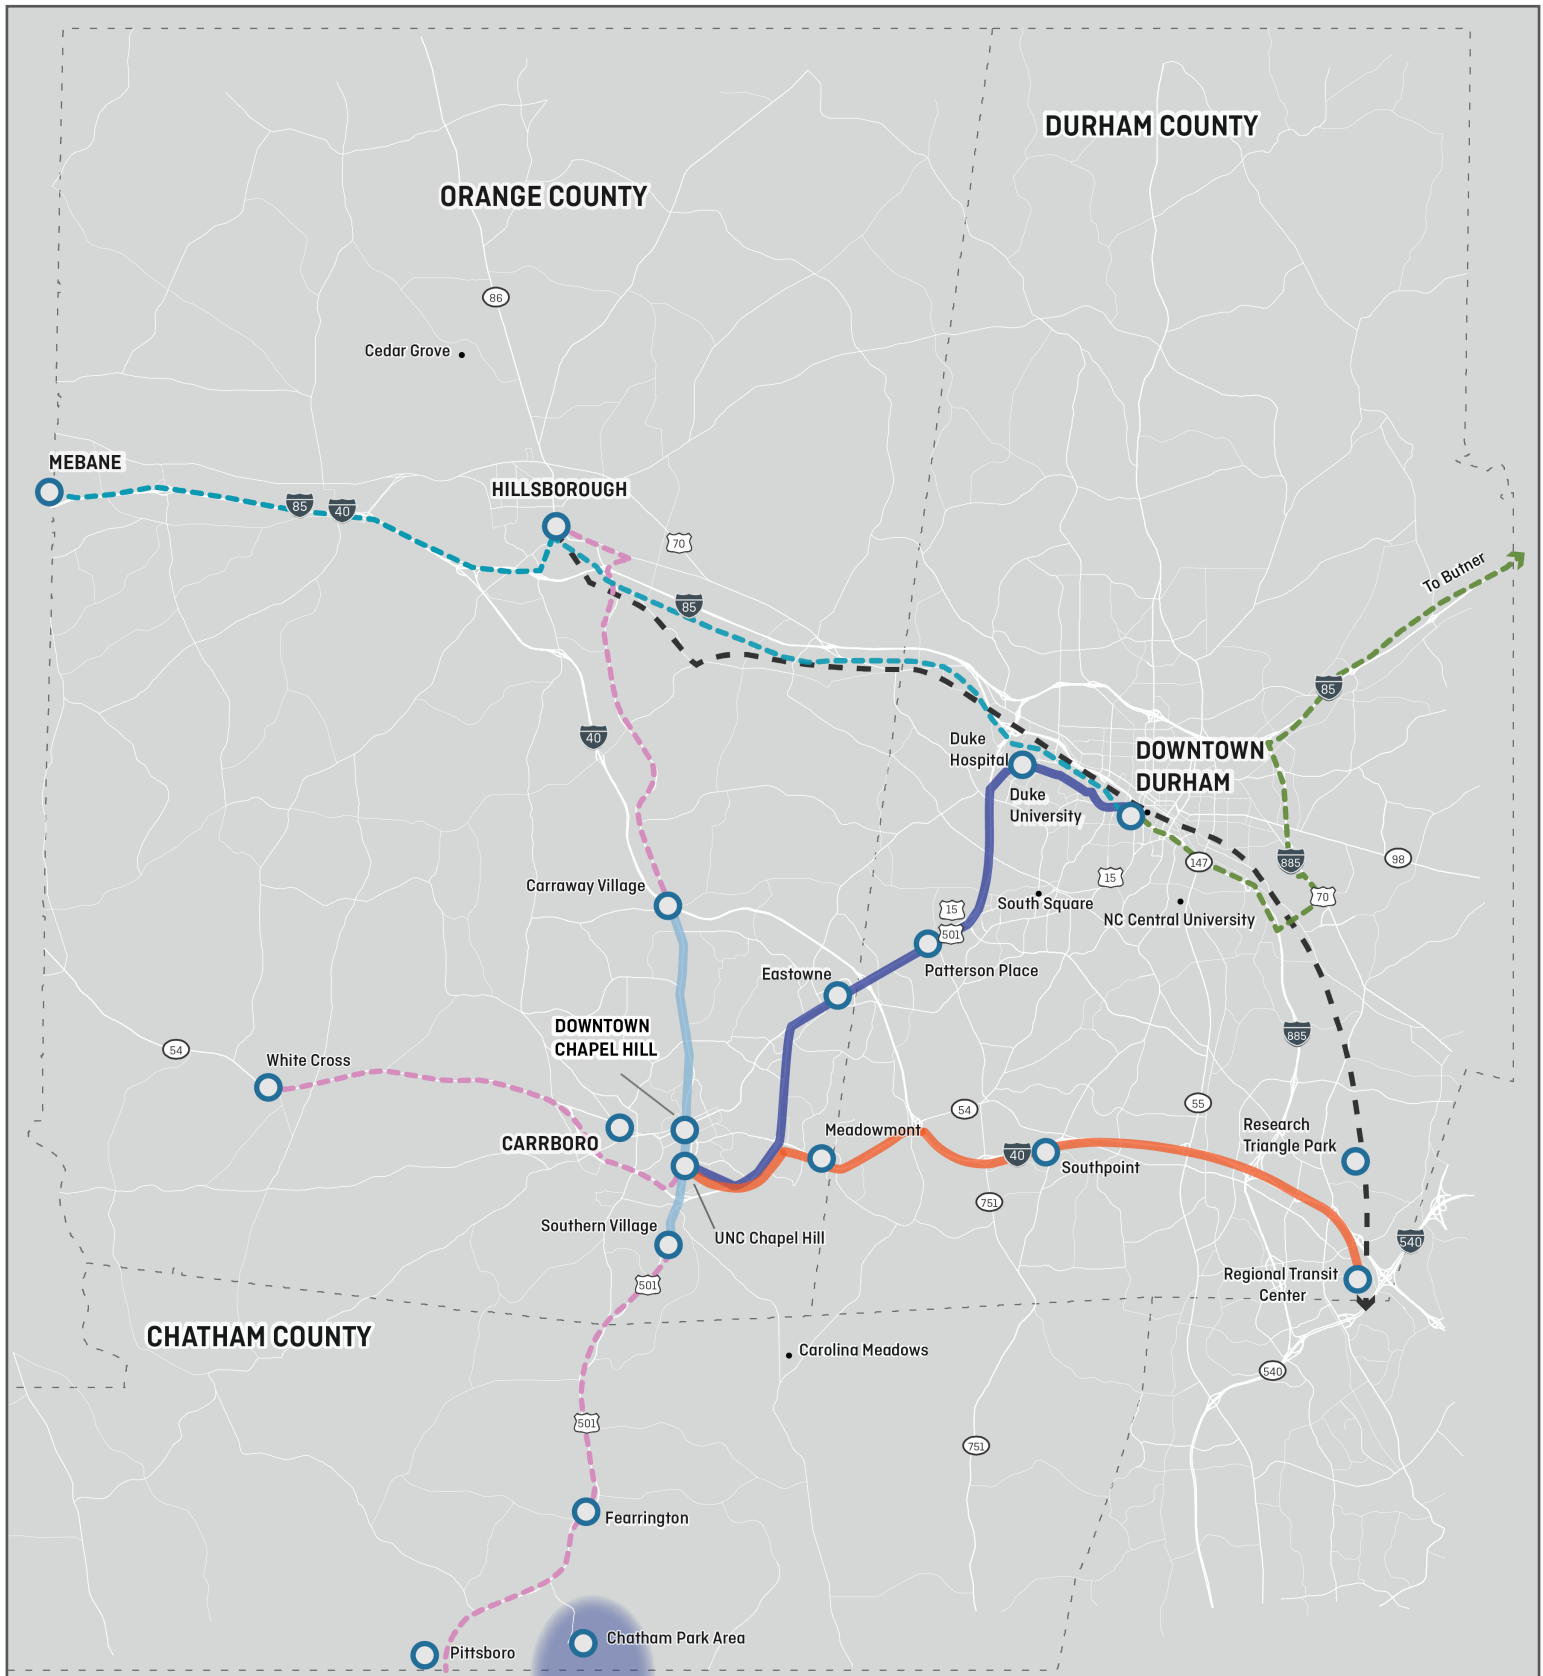 DURHAM COUNTY
ORANGE COUNTY
86
Cedar Grove
MEBANE
HILLSBOROUGH
85
40
70
To Butner
85
85
40
Duke
Hospital
DOWNTOWN
DURHAM
Duke
University
147
885
98
15
Carraway Village
South Square
70
15
NC Central University
501
Eastowne
Patterson Place
DOWNTOWN
CHAPEL HILL
885
54
White Cross
54
55
CARRBORO
Meadowmont
Research
Triangle Park
40
Southpoint
751
Southern Village
UNC Chapel Hill
540
501
Regional Transit
Center
CHATHAM COUNTY
Carolina Meadows
540
501
751
Fearrington
Chatham Park Area
Pittsboro